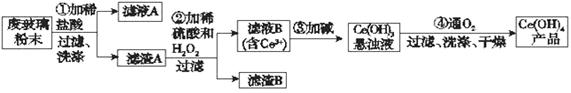 废玻璃
粉末
①加稀
盐酸
过滤、
洗涤
滤液A
滤渣A
②加稀
硫酸和
H₂O₂
过滤
滤液B
(含Ce³⁺)
滤渣B
③加碱
Ce(OH)₃
悬浊液
④通O₂
过滤、洗涤、干燥
Ce(OH)₄
产品